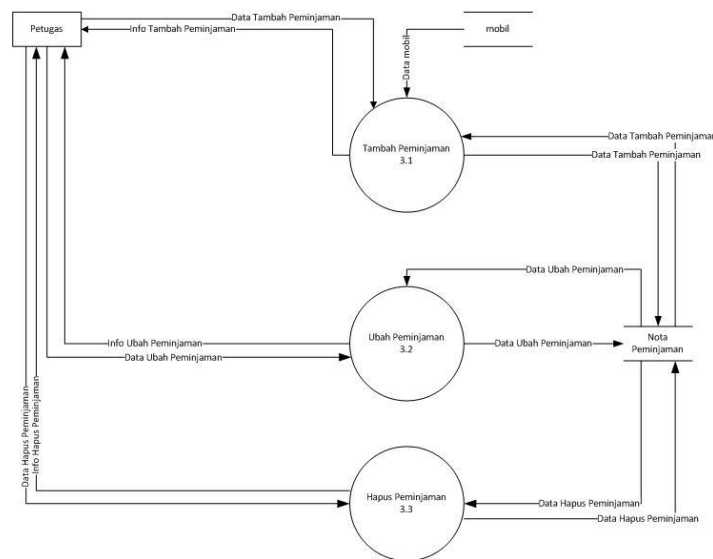 Petugas
Data Tambah Peminjaman
Info Tambah Peminjaman
mobil
Data mobil
Tambah Peminjaman
3.1
Data Tambah Peminjaman
Data Tambah Peminjaman
Data Ubah Peminjaman
Info Ubah Peminjaman
Data Ubah Peminjaman
Ubah Peminjaman
3.2
Data Ubah Peminjaman
Nota
Peminjaman
Data Hapus Peminjaman
Info Hapus Peminjaman
Hapus Peminjaman
3.3
Data Hapus Peminjaman
Data Hapus Peminjaman